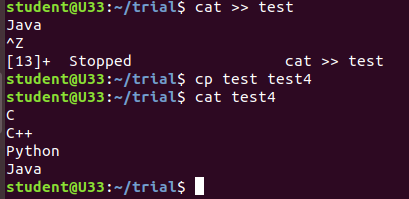 student@U33:~/trial$ cat >> test
Java
^Z
[13]+  Stopped                 cat >> test
student@U33:~/trial$ cp test test4
student@U33:~/trial$ cat test4
C
C++
Python
Java
student@U33:~/trial$